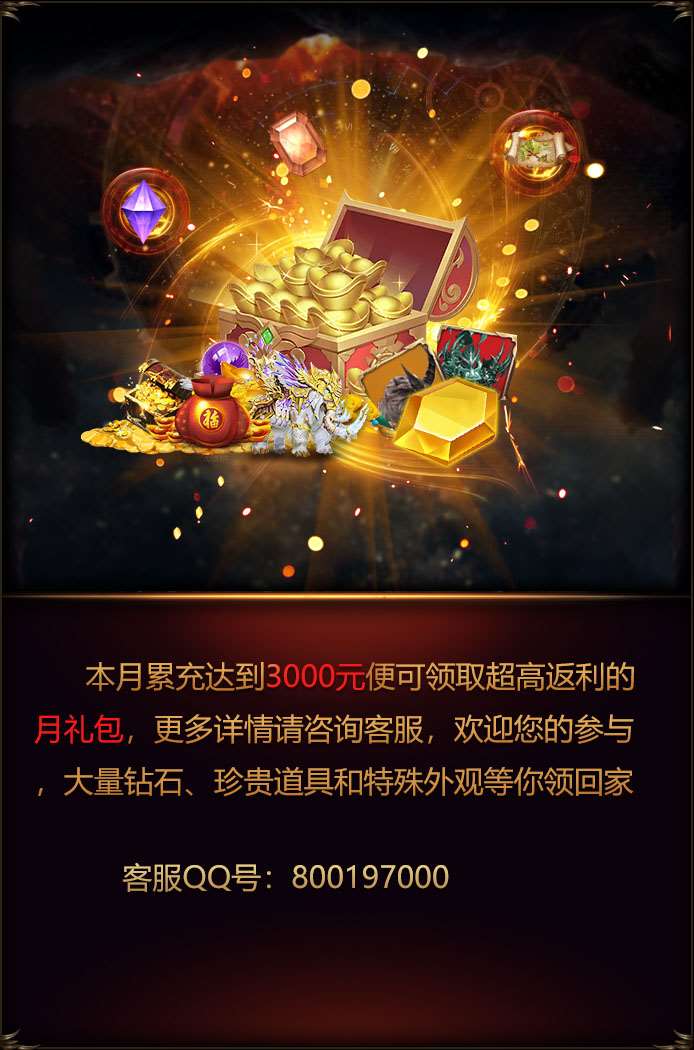 福
本月累充达到3000元便可领取超高返利的
月礼包，更多详情请咨询客服，欢迎您的参与
，大量钻石、珍贵道具和特殊外观等你领回家
客服QQ号：800197000